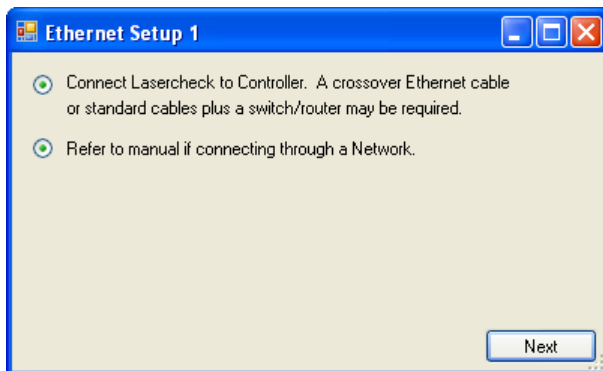 Ethernet Setup 1
Connect Lasercheck to Controller.  A crossover Ethernet cable
or standard cables plus a switch/router may be required.
Refer to manual if connecting through a Network.
Next